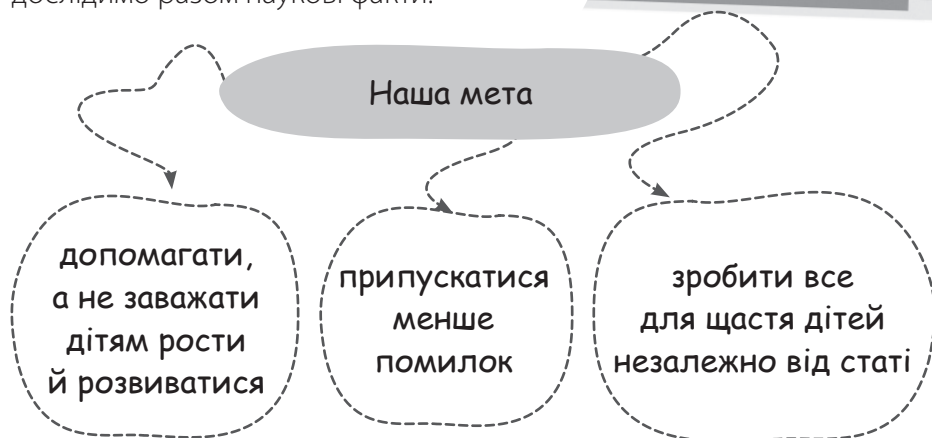 дослідимо разом наукові факти.
Наша мета
допомагати,
а не заважати
дітям рости
й розвиватися
припускатися
менше
помилок
зробити все
для щастя дітей
незалежно від статі